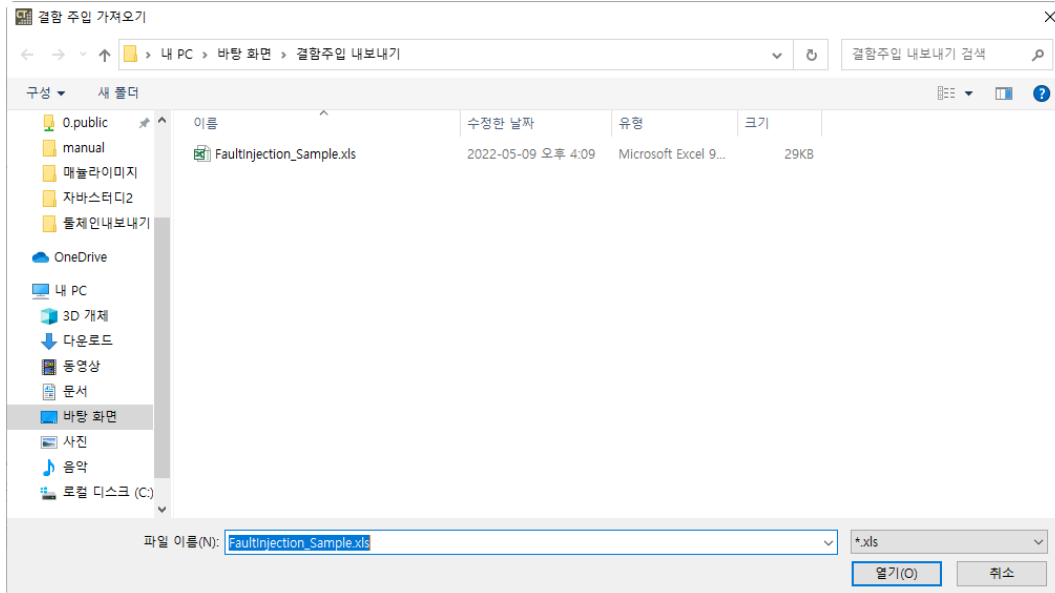 결함 주입 가져오기
내 PC > 바탕 화면 > 결함주입 내보내기
결함주입 내보내기 검색
구성 새 폴더
이름 수정한 날짜 유형 크기
FaultInjection_Sample.xls 2022-05-09 오후 4:09 Microsoft Excel 9... 29KB
0.public
manual
매뉼라이미지
자바스터디2
툴체인내보내기
OneDrive
내 PC
3D 개체
다운로드
동영상
문서
바탕 화면
사진
음악
로컬 디스크 (C:)
파일 이름(N): FaultInjection_Sample.xls
*.xls
열기(O) 취소